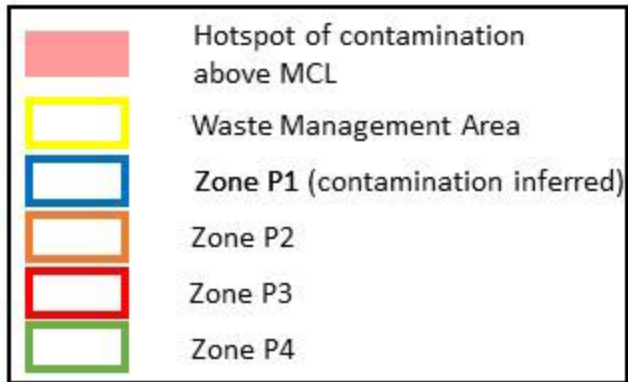 Hotspot of contamination
above MCL
Waste Management Area
Zone P1 (contamination inferred)
Zone P2
Zone P3
Zone P4